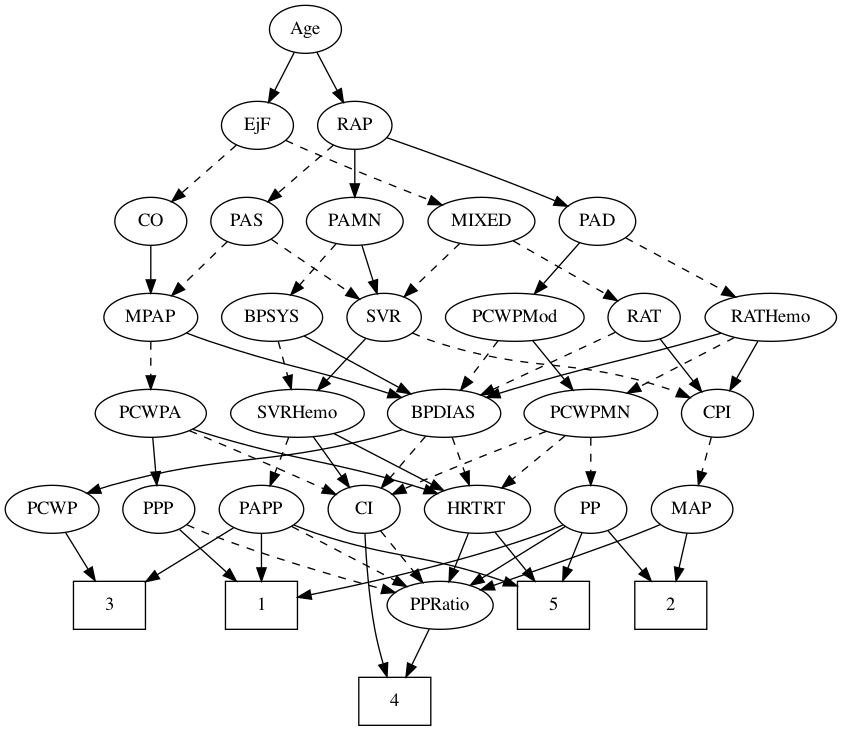 Age
EjF RAP
CO PAS PAMN MIXED PAD
MPAP BPSYS SVR PCWPMod RAT RATHemo
PCWPA SVRHemo BPDIAS PCWPMN CPI
PCWP PPP PAPP CI HRTRT PP MAP
3 1 PPRatio 5 2
4